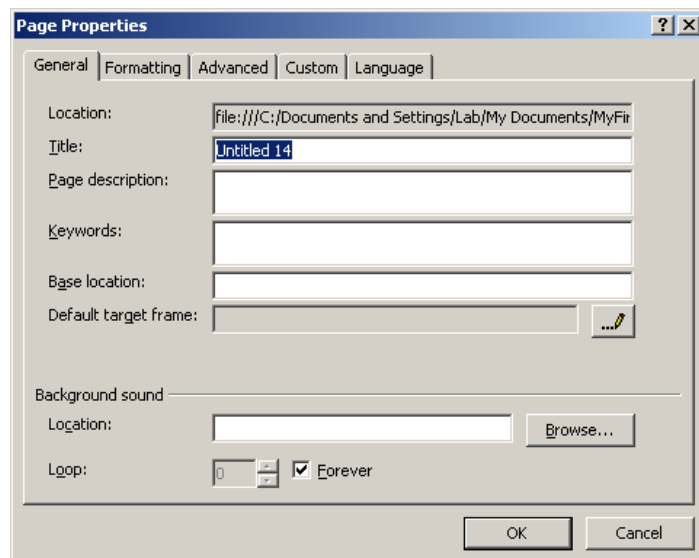 Page Properties
General Formatting Advanced Custom Language
Location: file:///C:/Documents and Settings/Lab/My Documents/MyFir
Title: Untitled 14
Page description:
Keywords:
Base location:
Default target frame: ...
Background sound
Location: Browse...
Loop: 0 Forever
OK Cancel